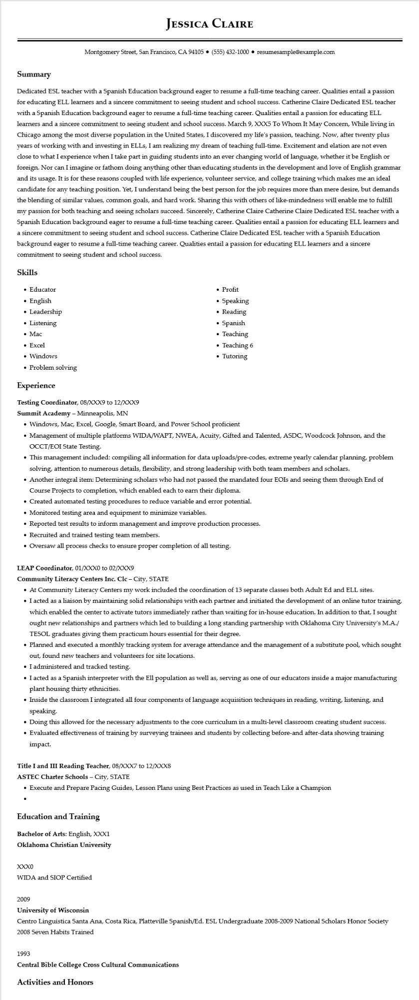 Jessica Claire
Montgomery Street, San Francisco, CA 94105 ● (555) 432-1000 ● resumesample@example.com
Summary
Dedicated ESL teacher with a Spanish Education background eager to resume a full-time teaching career. Qualities entail a passion
for educating ELL learners and a sincere commitment to seeing student and school success. Catherine Claire Dedicated ESL teacher
with a Spanish Education background eager to resume a full-time teaching career. Qualities entail a passion for educating ELL
learners and a sincere commitment to seeing student and school success. March 9, XXX5 To Whom It May Concern, While living in
Chicago among the most diverse population in the United States, I discovered my life's passion, teaching. Now, after twenty plus
years of working with and investing in ELLs, I am realizing my dream of teaching full-time. Excitement and elation are not even
close to what I experience when I take part in guiding students into an ever changing world of language, whether it be English or
foreign. Nor can I imagine or fathom doing anything other than educating students in the development and love of English grammar
and its usage. It is for these reasons coupled with life experience, volunteer service, and college training which makes me an ideal
candidate for any teaching position. Yet, I understand being the best person for the job requires more than mere desire, but demands
the blending of similar values, common goals, and hard work. Sharing this with others of like-mindedness will enable me to fulfill
my passion for both teaching and seeing scholars succeed. Sincerely, Catherine Claire Catherine Claire Dedicated ESL teacher with a
Spanish Education background eager to resume a full-time teaching career. Qualities entail a passion for educating ELL learners and
a sincere commitment to seeing student and school success. Catherine Claire Dedicated ESL teacher with a Spanish Education
background eager to resume a full-time teaching career. Qualities entail a passion for educating ELL learners and a sincere
commitment to seeing student and school success.
Skills
• Educator
• English
• Leadership
• Listening
• Mac
• Excel
• Windows
• Problem solving
• Profit
• Speaking
• Reading
• Spanish
• Teaching
• Teaching 6
• Tutoring
Experience
Testing Coordinator, 08/XXX9 to 12/XXX9
Summit Academy – Minneapolis, MN
• Windows, Mac, Excel, Google, Smart Board, and Power School proficient
• Management of multiple platforms WIDA/WAPT, NWEA, Acuity, Gifted and Talented, ASDC, Woodcock Johnson, and the
OCCT/EOI State Testing.
• This management included: compiling all information for data uploads/pre-codes, extreme yearly calendar planning, problem
solving, attention to numerous details, flexibility, and strong leadership with both team members and scholars.
• Another integral item: Determining scholars who had not passed the mandated four EOIs and seeing them through End of
Course Projects to completion, which enabled each to earn their diploma.
• Created automated testing procedures to reduce variable and error potential.
• Monitored testing area and equipment to minimize variables.
• Reported test results to inform management and improve production processes.
• Recruited and trained testing team members.
• Oversaw all process checks to ensure proper completion of all testing.
LEAP Coordinator, 01/XXX0 to 02/XXX9
Community Literacy Centers Inc. Clc – City, STATE
• At Community Literacy Centers my work included the coordination of 13 separate classes both Adult Ed and ELL sites.
• I acted as a liaison by maintaining solid relationships with each partner and initiated the development of an online tutor training,
which enabled the center to activate tutors immediately rather than waiting for in-house education. In addition to that, I sought
ought new relationships and partners which led to building a long standing partnership with Oklahoma City University's M.A./
TESOL graduates giving them practicum hours essential for their degree.
• Planned and executed a monthly tracking system for average attendance and the management of a substitute pool, which sought
out, found new teachers and volunteers for site locations.
• I administered and tracked testing.
• I acted as a Spanish interpreter with the Ell population as well as, serving as one of our educators inside a major manufacturing
plant housing thirty ethnicities.
• Inside the classroom I integrated all four components of language acquisition techniques in reading, writing, listening, and
speaking.
• Doing this allowed for the necessary adjustments to the core curriculum in a multi-level classroom creating student success.
• Evaluated effectiveness of training by surveying trainees and students by collecting before-and after-data showing training
impact.
Title I and III Reading Teacher, 08/XXX7 to 12/XXX8
ASTEC Charter Schools – City, STATE
• Execute and Prepare Pacing Guides, Lesson Plans using Best Practices as used in Teach Like a Champion
•
Education and Training
Bachelor of Arts: English, XXX1
Oklahoma Christian University
XXX0
WIDA and SIOP Certified
2009
University of Wisconsin
Centro Linguistica Santa Ana, Costa Rica, Platteville Spanish/Ed. ESL Undergraduate 2008-2009 National Scholars Honor Society
2008 Seven Habits Trained
1993
Central Bible College Cross Cultural Communications
Activities and Honors